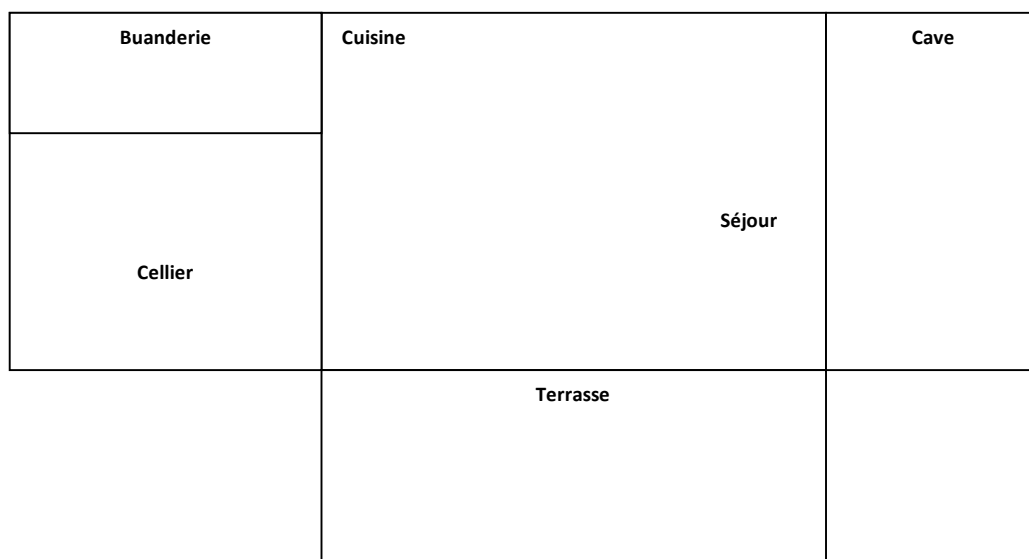 Buanderie
Cuisine
Cave
Séjour
Cellier
Terrasse